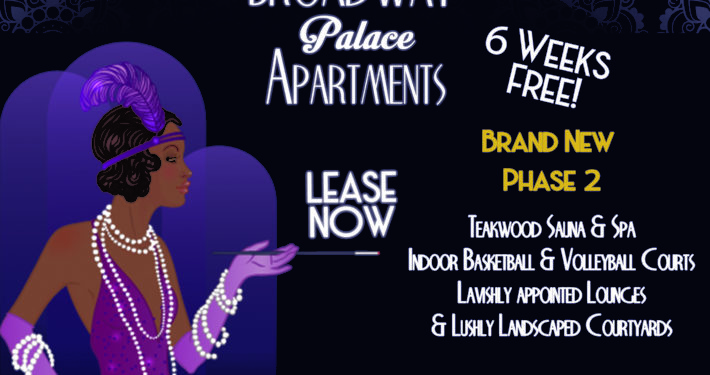 BROADWAY
Palace
APARTMENTS
6 WEEKS
FREE!
BRAND NEW
PHASE 2
LEASE
NOW
TEAKWOOD SAUNA & SPA
INDOOR BASKETBALL & VOLLEYBALL COURTS
LAVISHLY APPOINTED LOUNGES
& LUSHLY LANDSCAPED COURTYARDS